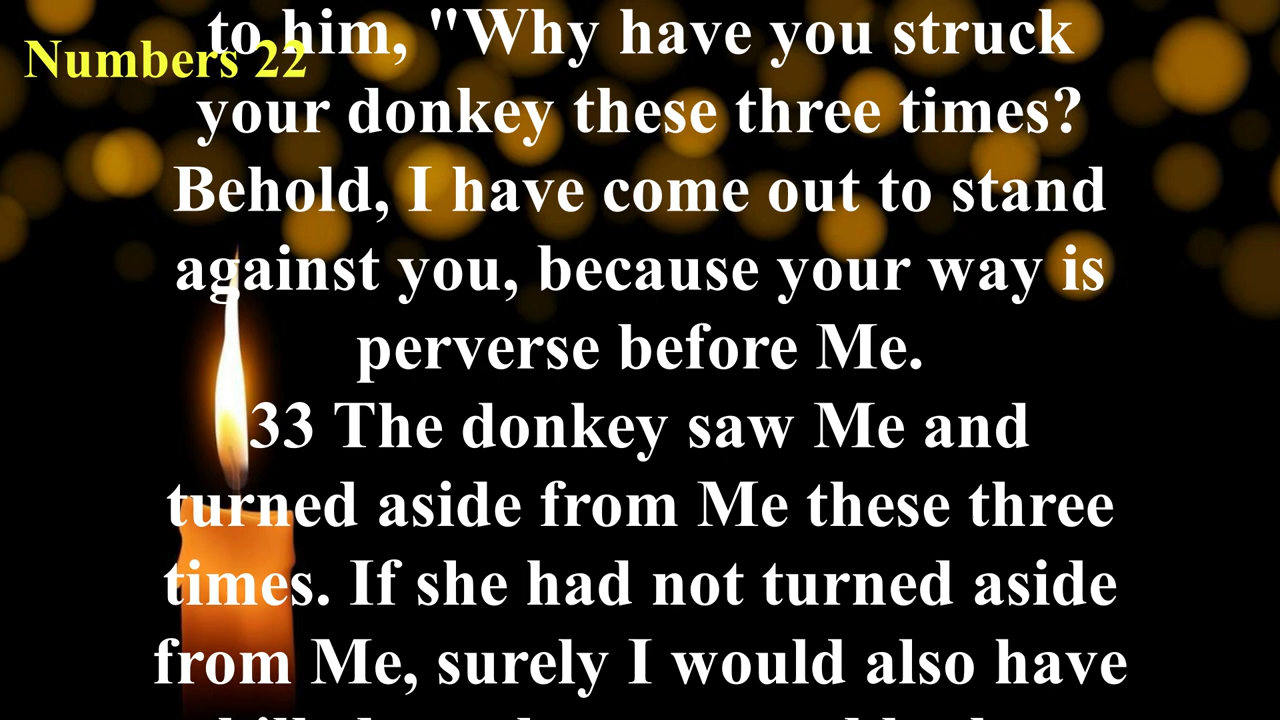 Numbers 22
to him, "Why have you struck
your donkey these three times?
Behold, I have come out to stand
against you, because your way is
perverse before Me.
33 The donkey saw Me and
turned aside from Me these three
times. If she had not turned aside
from Me, surely I would also have